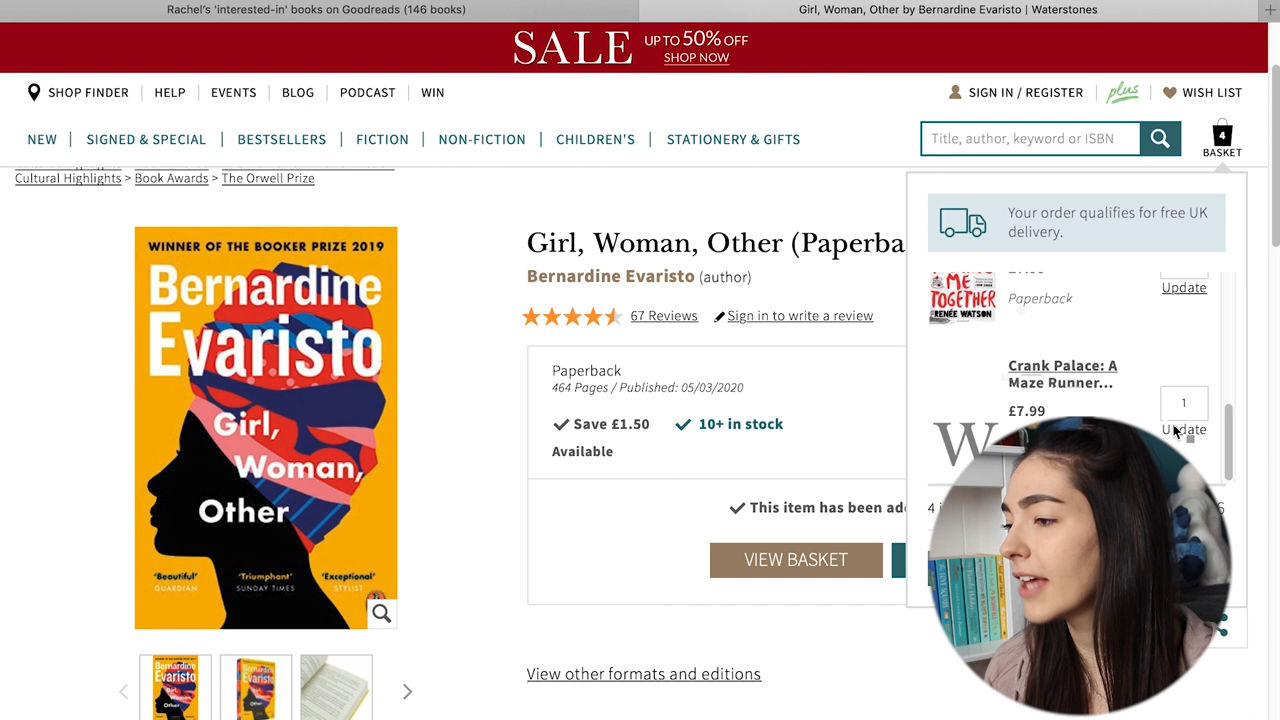 Rachel's 'interested-in' books on Goodreads (146 books)
Girl, Woman, Other by Bernardine Evaristo | Waterstones
SALE UP TO 50% OFF
SHOP NOW
SHOP FINDER
HELP
EVENTS
BLOG
PODCAST
WIN
SIGN IN / REGISTER
plus
WISH LIST
NEW
SIGNED & SPECIAL
BESTSELLERS
FICTION
NON-FICTION
CHILDREN'S
STATIONERY & GIFTS
Title, author, keyword or ISBN
4
BASKET
Cultural Highlights > Book Awards > The Orwell Prize
Your order qualifies for free UK
delivery.
WINNER OF THE BOOKER PRIZE 2019
Bernardine
Evaristo
Girl,
Woman,
Other
'Beautiful'
GUARDIAN
'Triumphant'
SUNDAY TIMES
'Exceptional'
STYLIST
Girl, Woman, Other (Paperba
Bernardine Evaristo (author)
67 Reviews
Sign in to write a review
Paperback
464 Pages / Published: 05/03/2020
Save £1.50
10+ in stock
Available
This item has been ad
VIEW BASKET
View other formats and editions
ME
TOGETHER
RENÉE WATSON
Paperback
Update
Crank Palace: A
Maze Runner...
£7.99
1
Update
W
4